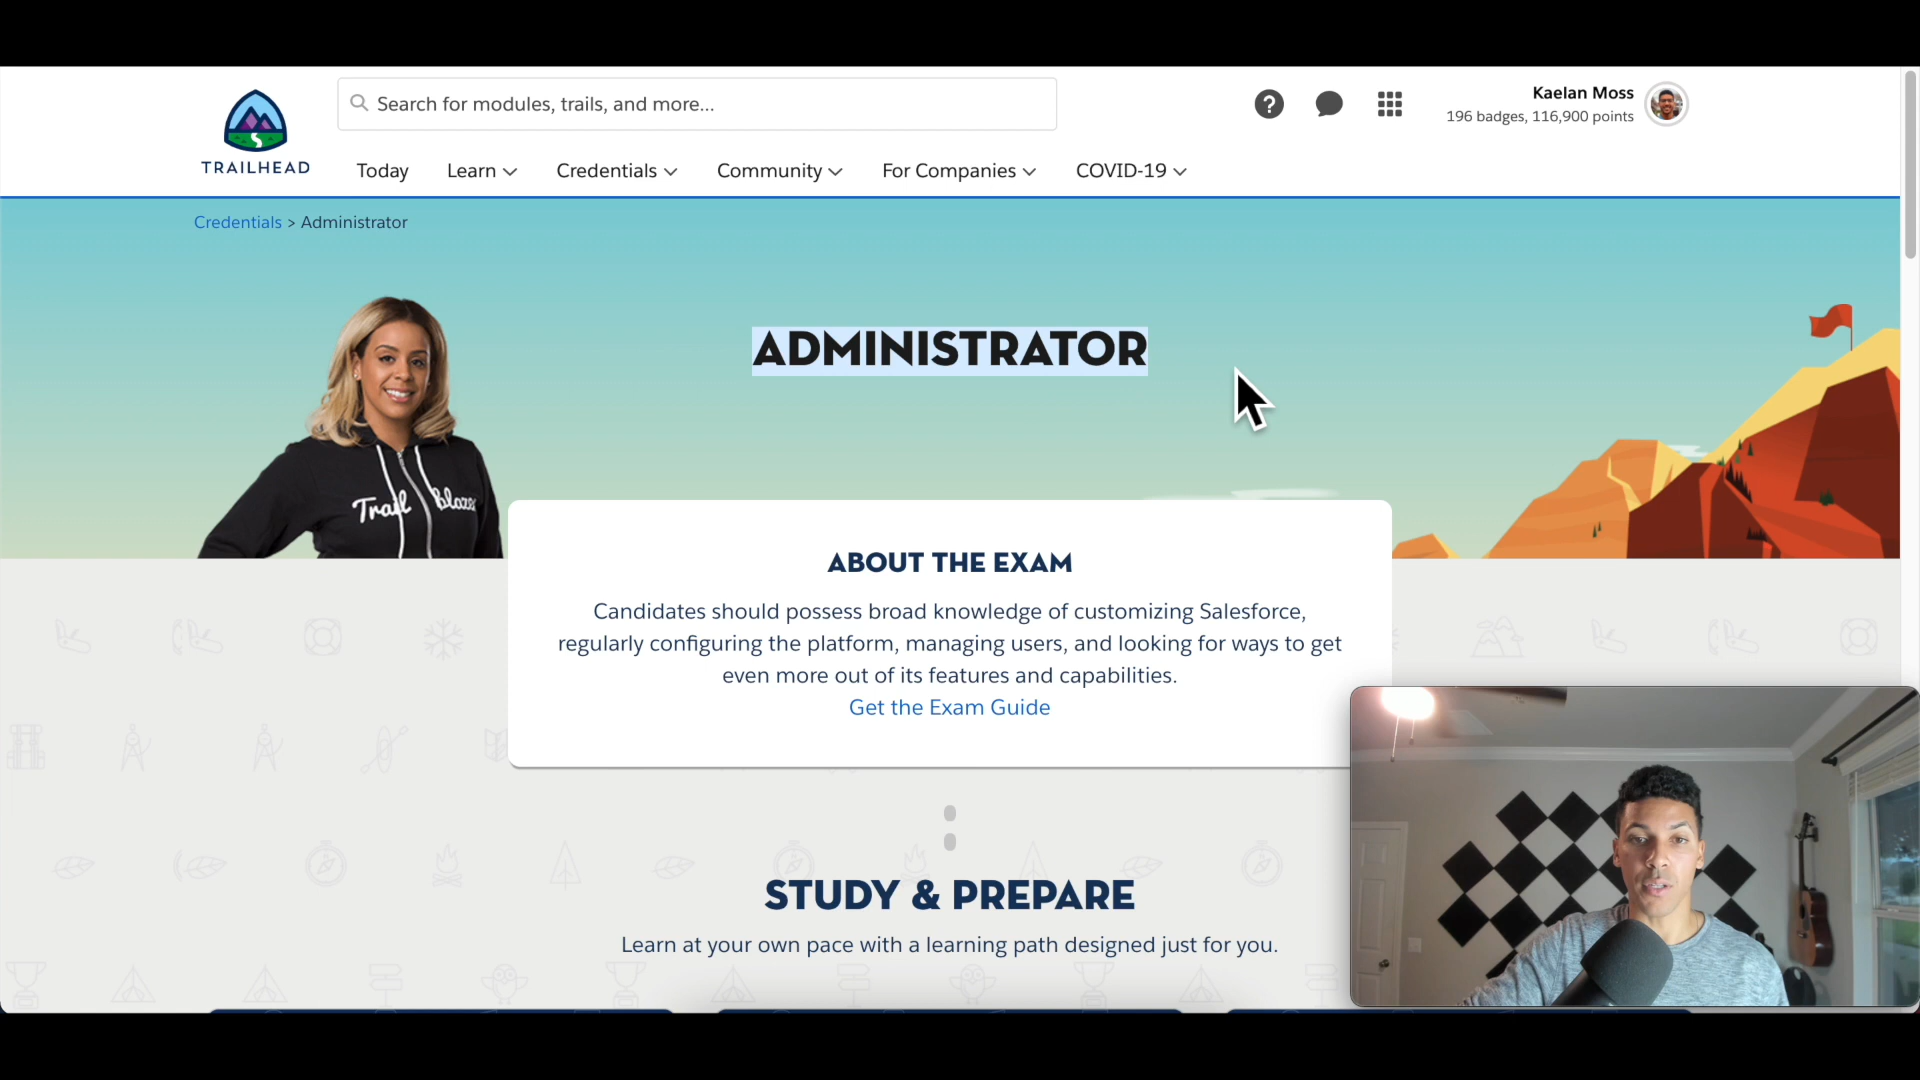 Search for modules, trails, and more...
Kaelan Moss
196 badges, 116,900 points
TRAILHEAD
Today
Learn
Credentials
Community
For Companies
COVID-19
Credentials > Administrator
ADMINISTRATOR
Trail Blazer
ABOUT THE EXAM
Candidates should possess broad knowledge of customizing Salesforce,
regularly configuring the platform, managing users, and looking for ways to get
even more out of its features and capabilities.
Get the Exam Guide
STUDY & PREPARE
Learn at your own pace with a learning path designed just for you.